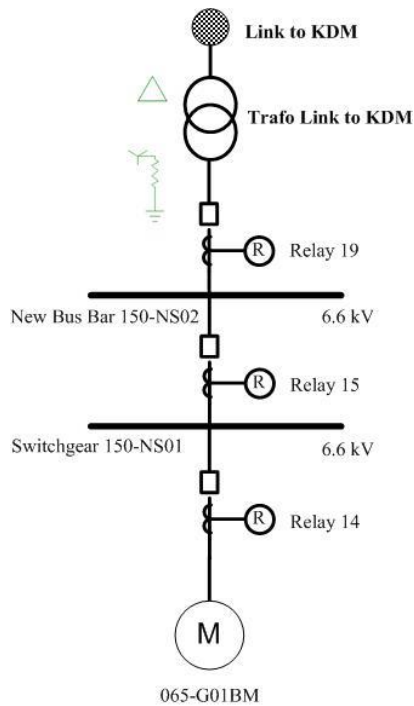 Link to KDM
Trafo Link to KDM
R Relay 19
New Bus Bar 150-NS02 6.6 kV
R Relay 15
Switchgear 150-NS01 6.6 kV
R Relay 14
M
065-G01BM